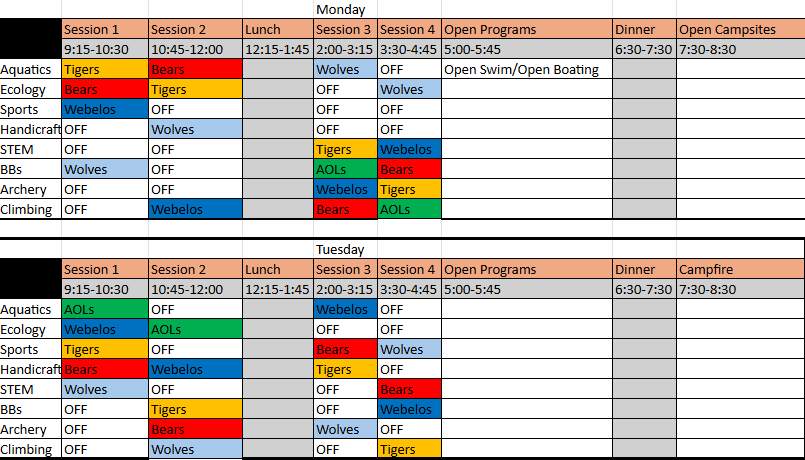 Monday
Session 1 Session 2 Lunch Session 3 Session 4 Open Programs Dinner Open Campsites
9:15-10:30 10:45-12:00 12:15-1:45 2:00-3:15 3:30-4:45 5:00-5:45 6:30-7:30 7:30-8:30
Aquatics Tigers Bears Wolves OFF Open Swim/Open Boating
Ecology Bears Tigers OFF Wolves
Sports Webelos OFF OFF OFF
Handicraft OFF Wolves OFF OFF
STEM OFF OFF Tigers Webelos
BBs Wolves OFF AOLs Bears
Archery OFF OFF Webelos Tigers
Climbing OFF Webelos Bears AOLs
Tuesday
Session 1 Session 2 Lunch Session 3 Session 4 Open Programs Dinner Campfire
9:15-10:30 10:45-12:00 12:15-1:45 2:00-3:15 3:30-4:45 5:00-5:45 6:30-7:30 7:30-8:30
Aquatics AOLs OFF Webelos OFF
Ecology Webelos AOLs OFF OFF
Sports Tigers OFF Bears Wolves
Handicraft Bears Webelos Tigers OFF
STEM Wolves OFF OFF Bears
BBs OFF Tigers OFF Webelos
Archery OFF Bears Wolves OFF
Climbing OFF Wolves OFF Tigers